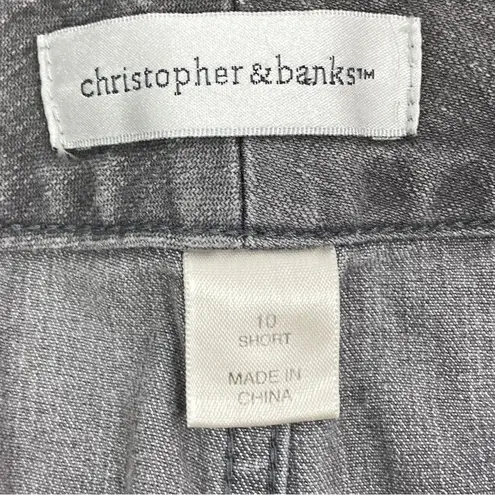 christopher & banks™
10
SHORT
MADE IN
CHINA